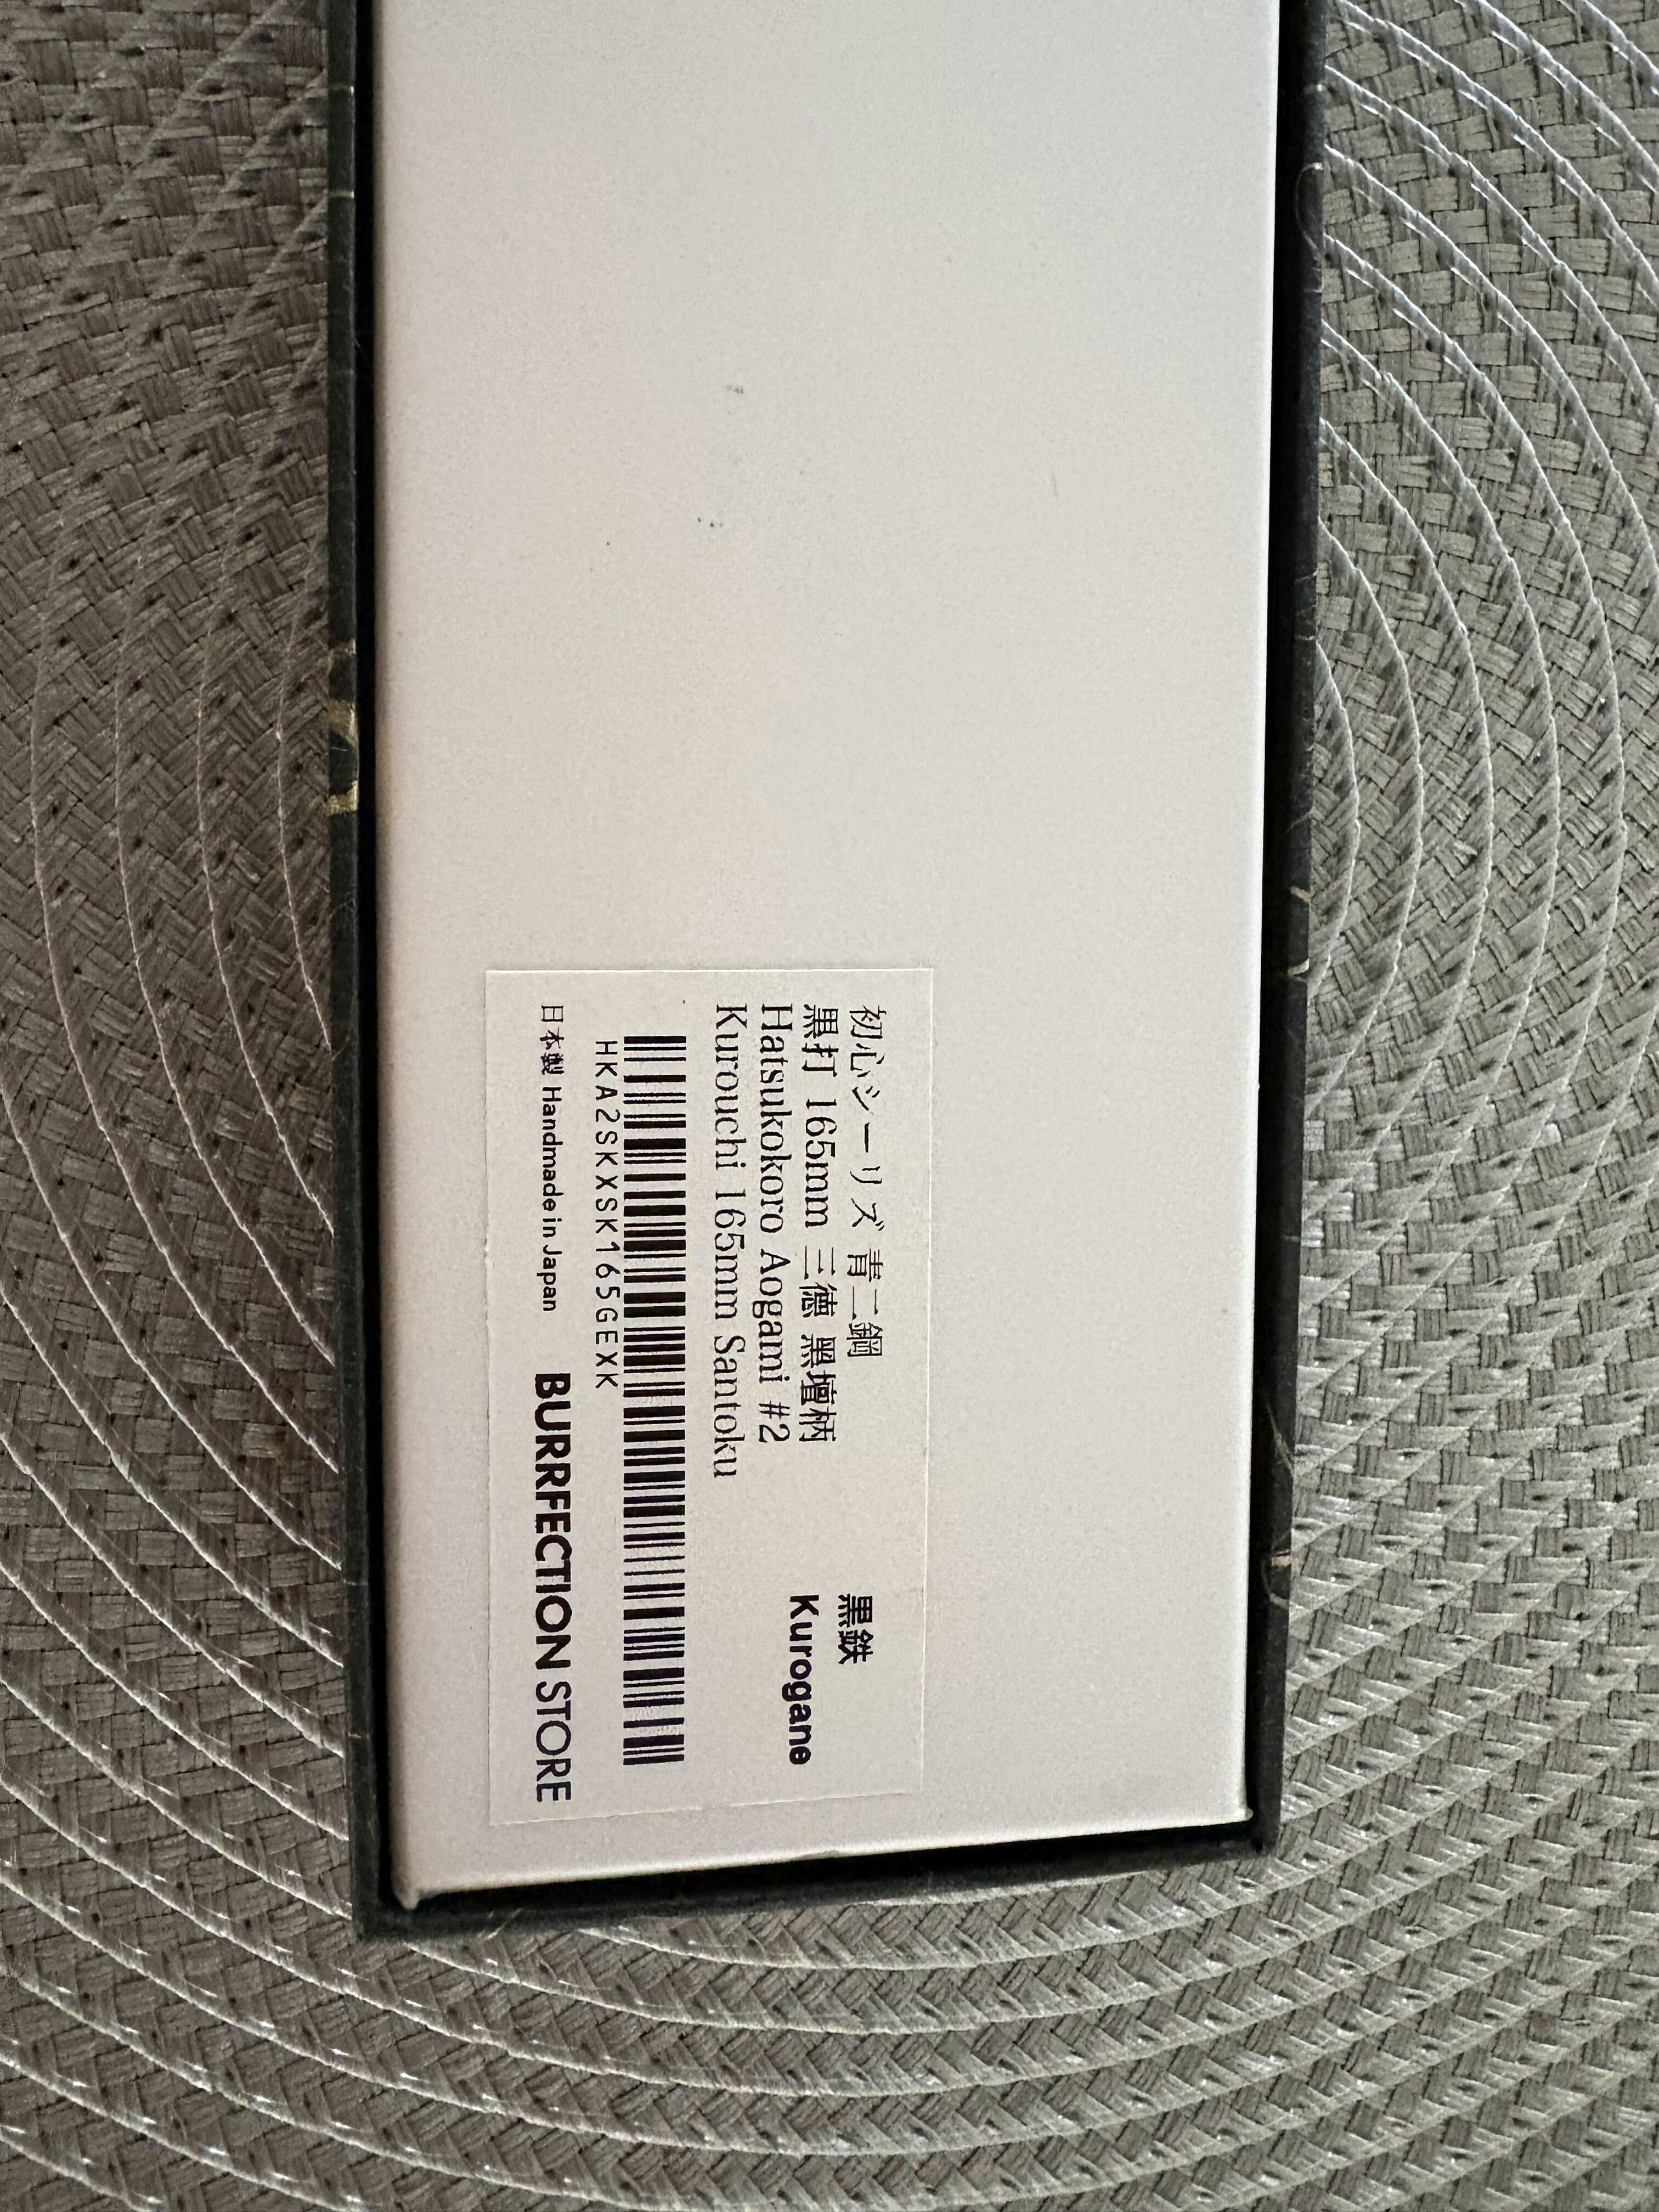 初心シーリズ 青二鋼
黒打 165mm 三徳 黒壇柄
Hatsukokoro Aogami #2
Kurouchi 165mm Santoku
黒鉄
Kurogane
HKA2SKXSK165GEXK
日本製 Handmade in Japan
BURRFECTION STORE